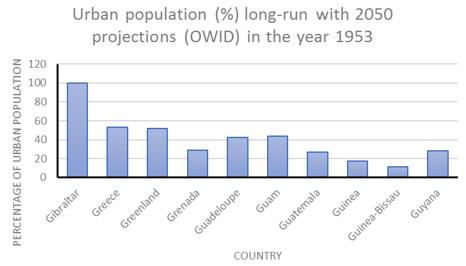 Urban population (%) long-run with 2050
projections (OWID) in the year 1953
PERCENTAGE OF URBAN POPULATION
120
100
80
60
40
20
0
Gibraltar
Greece
Greenland
Grenada
Guadeloupe
Guam
Guatemala
Guinea
Guinea-Bissau
Guyana
COUNTRY